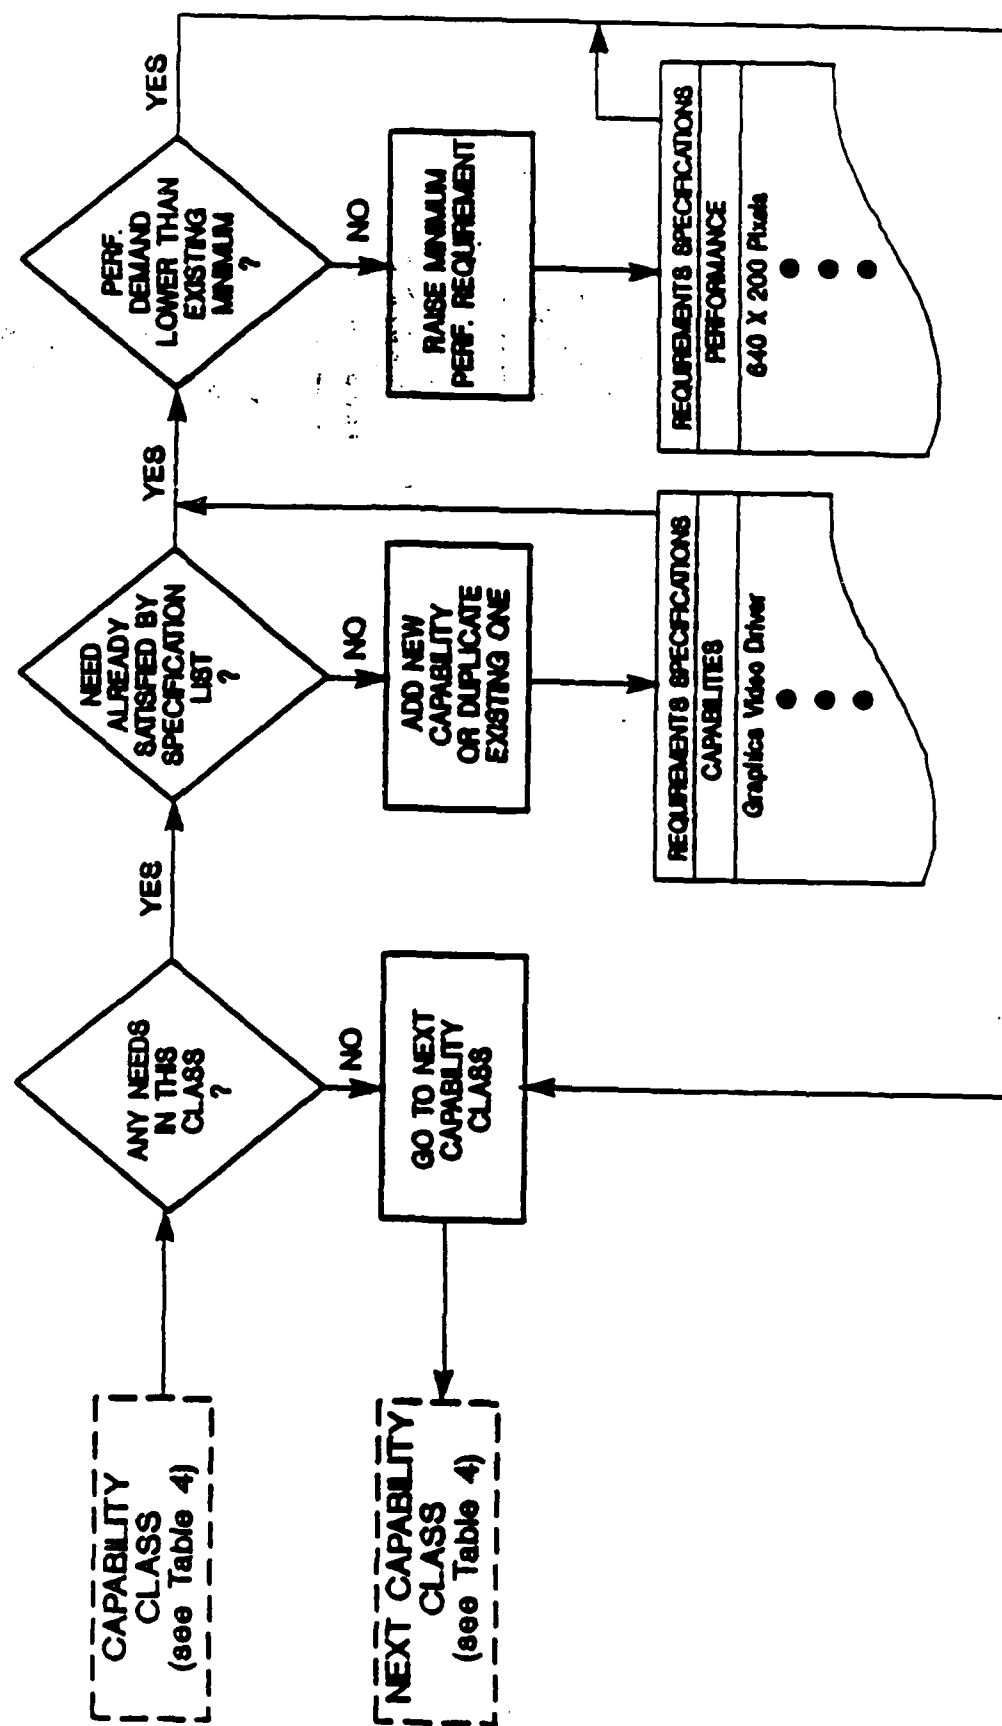 CAPABILITY
CLASS
(see Table 4)
ANY NEEDS
IN THIS
CLASS
?
YES
NEED
ALREADY
SATISFIED BY
SPECIFICATION
LIST
?
YES
PERF.
DEMAND
LOWER THAN
EXISTING
MINIMUM
?
YES
NO
NO
NO
NEXT CAPABILITY
CLASS
(see Table 4)
GO TO NEXT
CAPABILITY
CLASS
ADD NEW
CAPABILITY
OR DUPLICATE
EXISTING ONE
RAISE MINIMUM
PERF. REQUIREMENT
REQUIREMENTS SPECIFICATIONS
CAPABILITIES
Graphics Video Driver
REQUIREMENTS SPECIFICATIONS
PERFORMANCE
640 X 200 Pixels